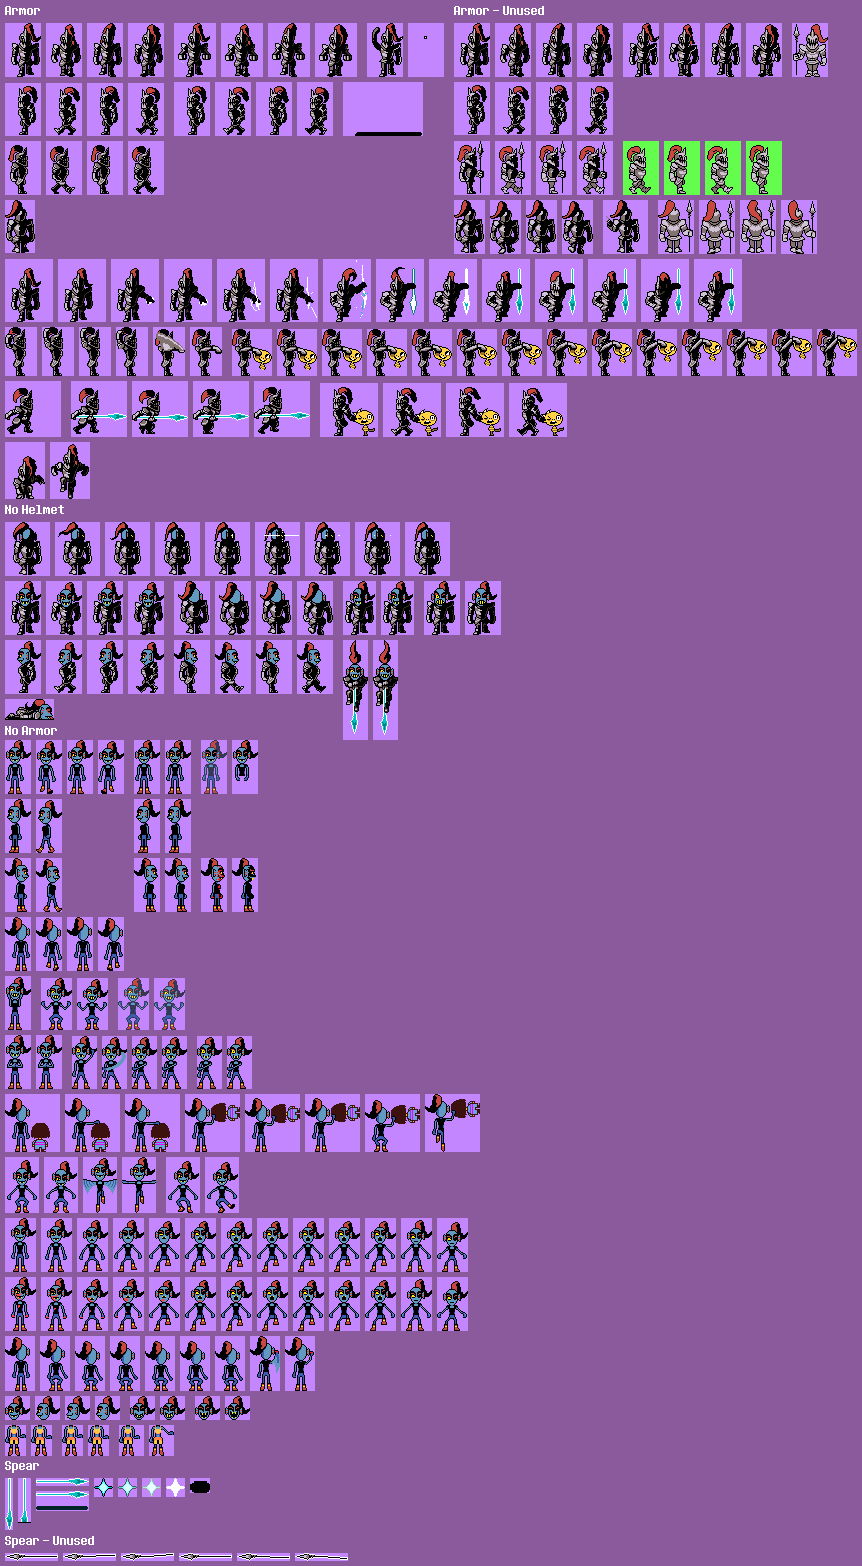 Armor
Armor - Unused
No Helmet
No Armor
Spear
Spear - Unused